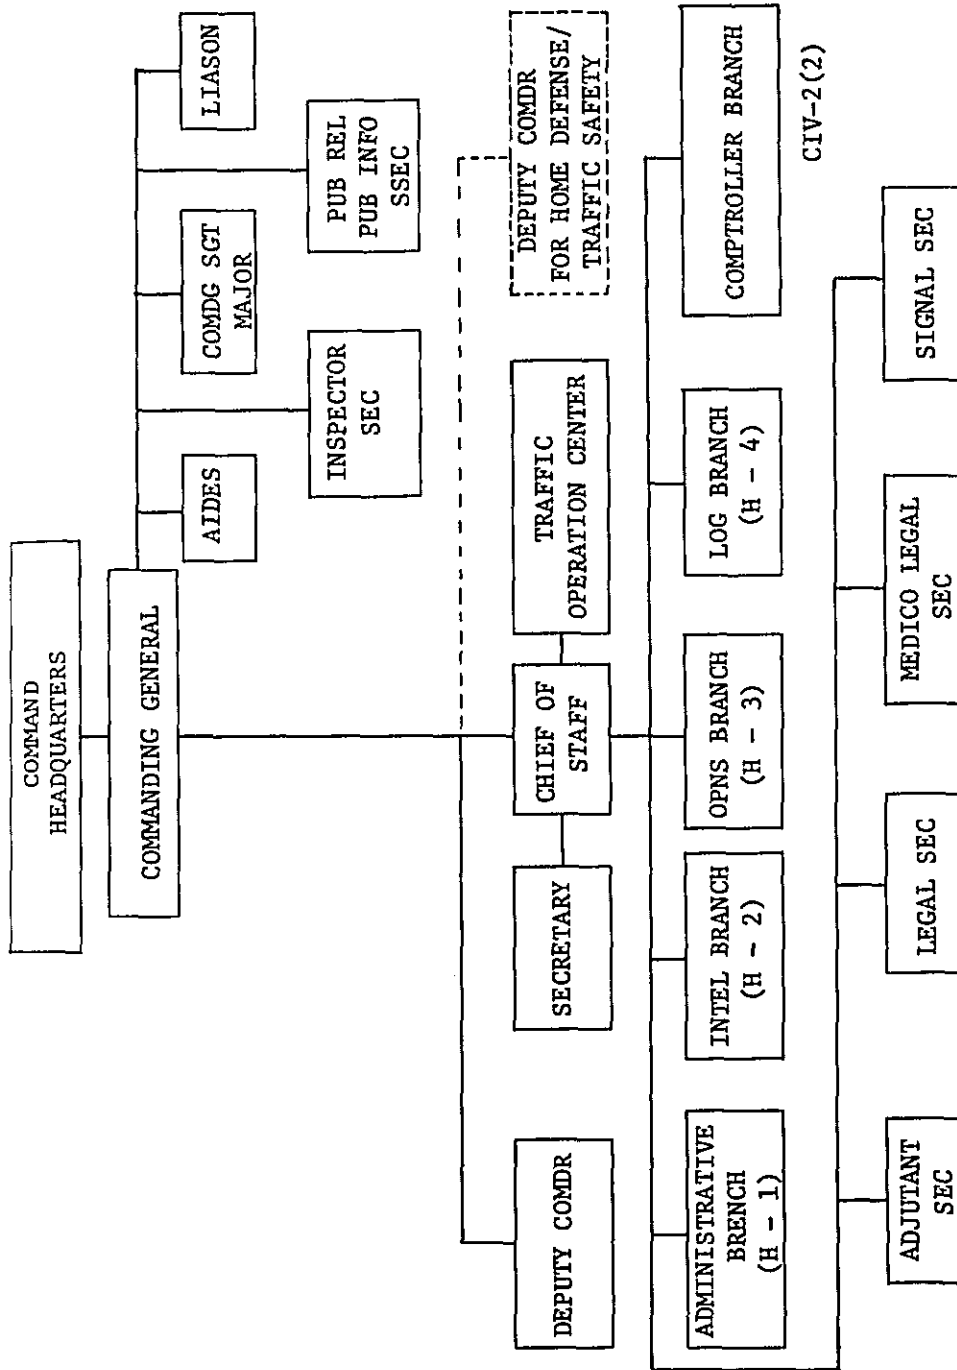 COMMAND
HEADQUARTERS
COMMANDING GENERAL
AIDES
COMDG SGT
MAJOR
LIASON
INSPECTOR
SEC
PUB REL
PUB INFO
SSEC
DEPUTY COMDR
SECRETARY
CHIEF OF
STAFF
TRAFFIC
OPERATION CENTER
DEPUTY COMDR
FOR HOME DEFENSE/
TRAFFIC SAFETY
ADMINISTRATIVE
BRENCH
(H - 1)
INTEL BRANCH
(H - 2)
OPNS BRANCH
(H - 3)
LOG BRANCH
(H - 4)
COMPTROLLER BRANCH
CIV-2(2)
ADJUTANT
SEC
LEGAL SEC
MEDICO LEGAL
SEC
SIGNAL SEC